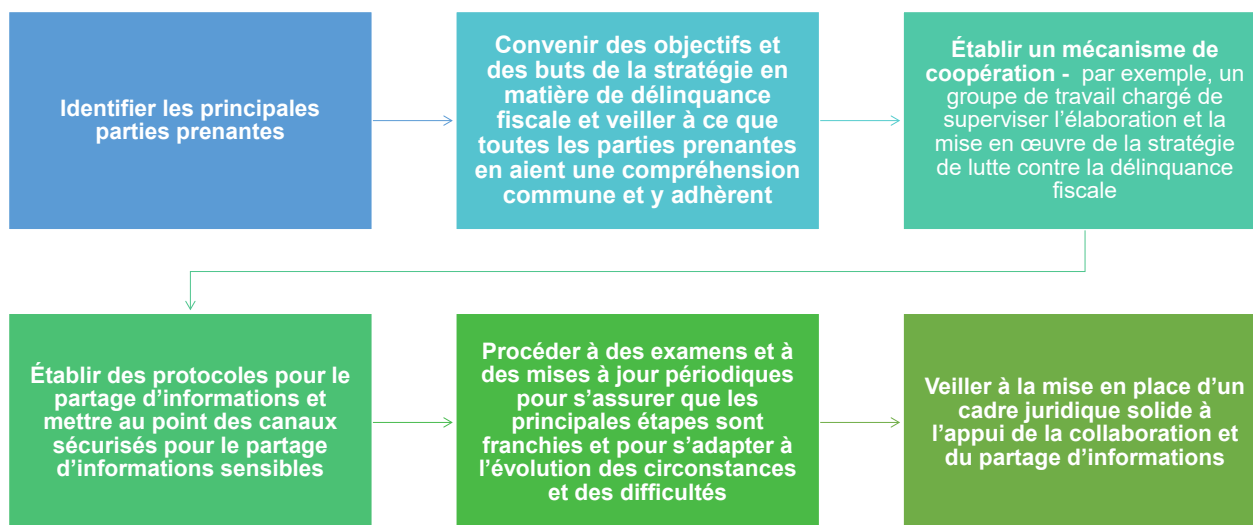 Identifier les principales
parties prenantes
Convenir des objectifs et
des buts de la stratégie en
matière de délinquance
fiscale et veiller à ce que
toutes les parties prenantes
en aient une compréhension
commune et y adhèrent
Établir un mécanisme de
coopération - par exemple, un
groupe de travail chargé de
superviser l’élaboration et la
mise en œuvre de la stratégie
de lutte contre la délinquance
fiscale
Établir des protocoles pour le
partage d’informations et
mettre au point des canaux
sécurisés pour le partage
d’informations sensibles
Procéder à des examens et à
des mises à jour périodiques
pour s’assurer que les
principales étapes sont
franchies et pour s’adapter à
l’évolution des circonstances
et des difficultés
Veiller à la mise en place d’un
cadre juridique solide à
l’appui de la collaboration et
du partage d’informations